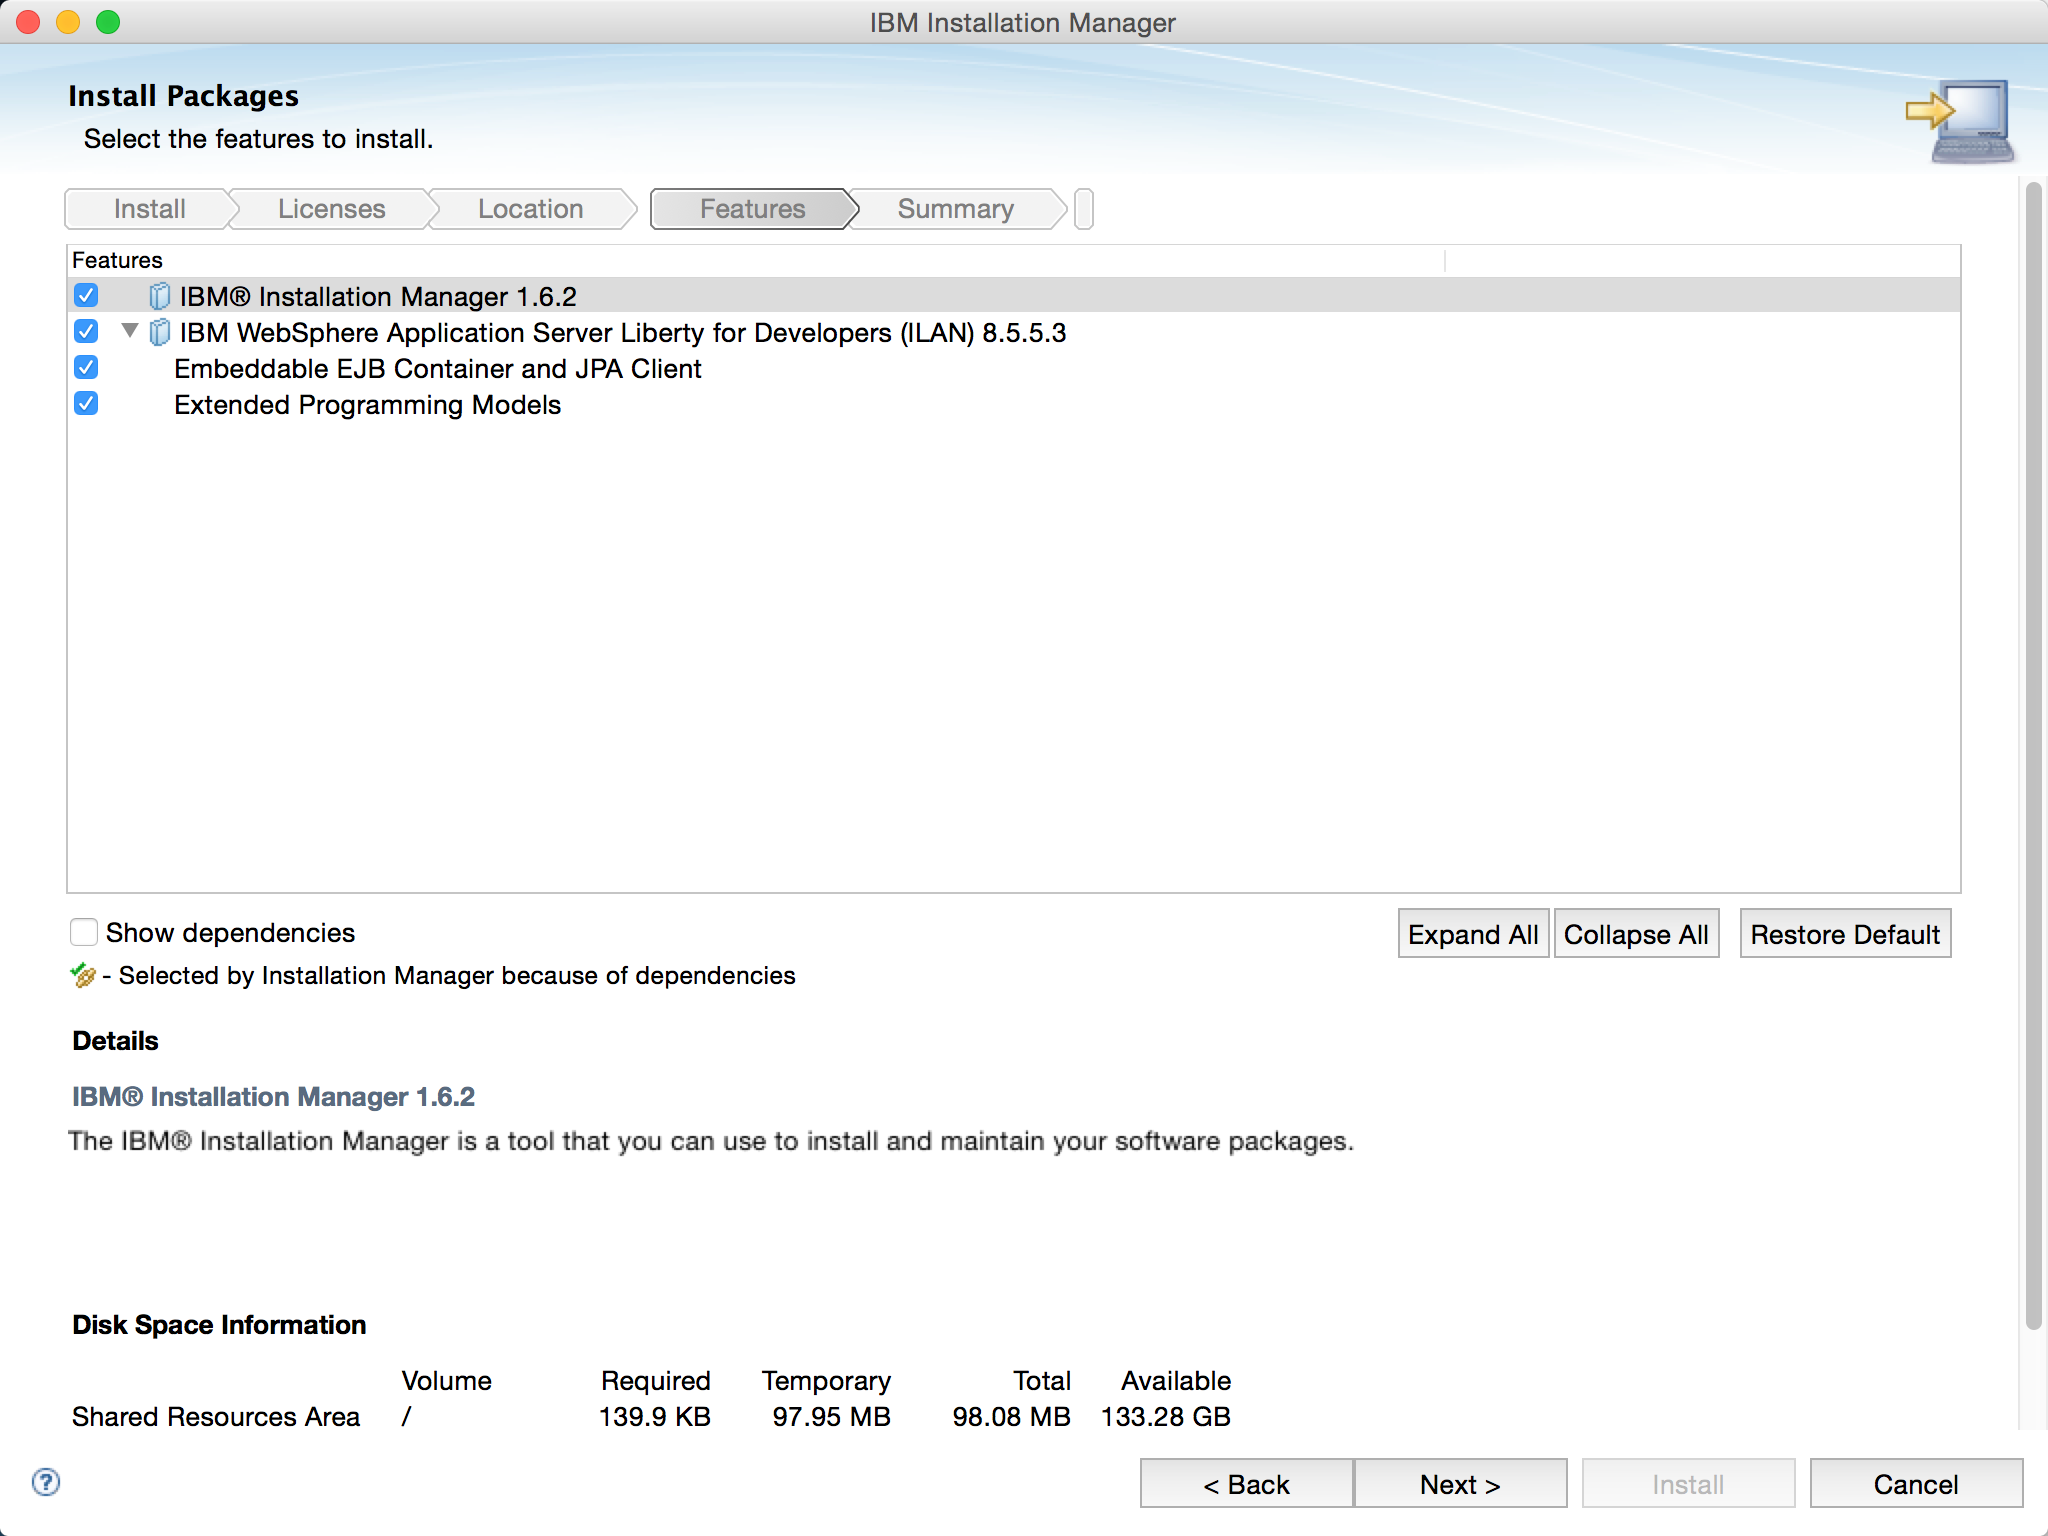 IBM Installation Manager
Install Packages
Select the features to install.
Install Licenses Location Features Summary
Features
IBM® Installation Manager 1.6.2
IBM WebSphere Application Server Liberty for Developers (ILAN) 8.5.5.3
Embeddable EJB Container and JPA Client
Extended Programming Models
Show dependencies Expand All Collapse All Restore Default
- Selected by Installation Manager because of dependencies
Details
IBM® Installation Manager 1.6.2
The IBM® Installation Manager is a tool that you can use to install and maintain your software packages.
Disk Space Information
Volume Required Temporary Total Available
Shared Resources Area / 139.9 KB 97.95 MB 98.08 MB 133.28 GB
? < Back Next > Install Cancel